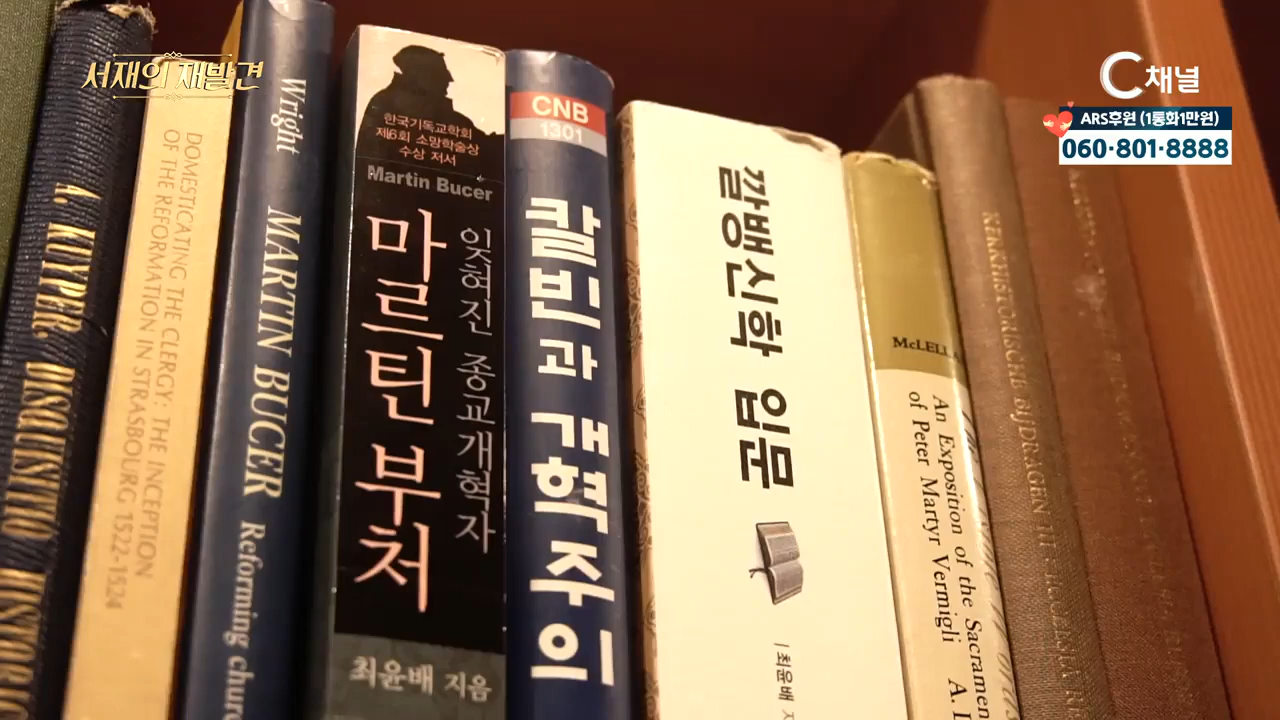 서재의 재발견
C채널
ARS후원 (1통화1만원)
060·801·8888
A. KUYPER, DISQUISITIO HISTORICO
DOMESTICATING THE CLERGY: THE INCEPTION
OF THE REFORMATION IN STRASBOURG 1522-1524
Wright MARTIN BUCER Reforming
한국기독교학회
제6회 소망학술상
수상 저서
Martin Bucer
잊혀진 종교개혁자
마르틴 부처
최윤배 지음
CNB
1301
칼빈과 개혁주의
깔뱅신학 입문
| 최윤배
An Exposition of the
of Peter Martyr Vermigli A.
KERKHISTORISCHE BIJDRAGEN